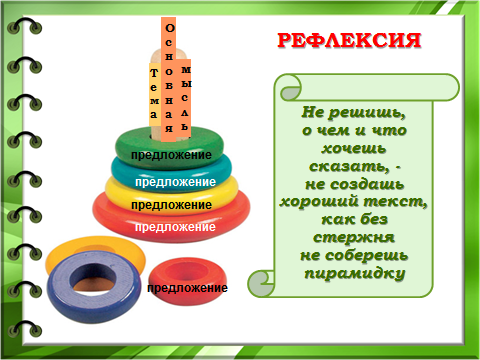 РЕФЛЕКСИЯ
Основная
Тема
мысль
предложение
предложение
предложение
предложение
предложение
Не решишь,
о чем и что
хочешь
сказать, -
не создашь
хороший текст,
как без
стержня
не соберешь
пирамидку